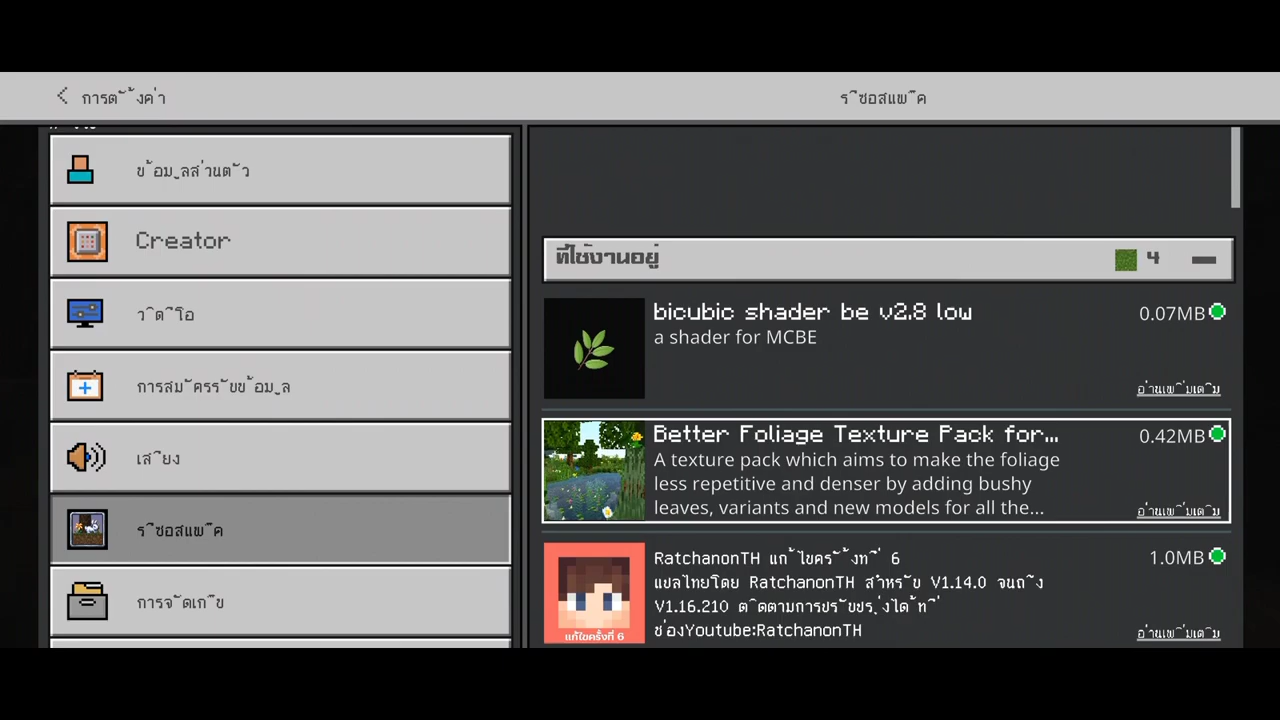 การตั้งค่า
รีซอสแพ็ค
ข้อมูลส่วนตัว
Creator
วิดีโอ
การสมัครรับข้อมูล
เสียง
รีซอสแพ็ค
การจัดเก็บ
ที่ใช้งานอยู่ 4
bicubic shader be v2.8 low 0.07MB
a shader for MCBE
อ่านเพิ่มเติม
Better Foliage Texture Pack for... 0.42MB
A texture pack which aims to make the foliage
less repetitive and denser by adding bushy
leaves, variants and new models for all the...
อ่านเพิ่มเติม
RatchanonTH แก้ไขครั้งที่ 6 1.0MB
แปลไทยโดย RatchanonTH สำหรับ V1.14.0 จนถึง
V1.16.210 ติดตามการปรับปรุ่งได้ที่
ช่องYoutube:RatchanonTH
แก้ไขครั้งที่ 6
อ่านเพิ่มเติม